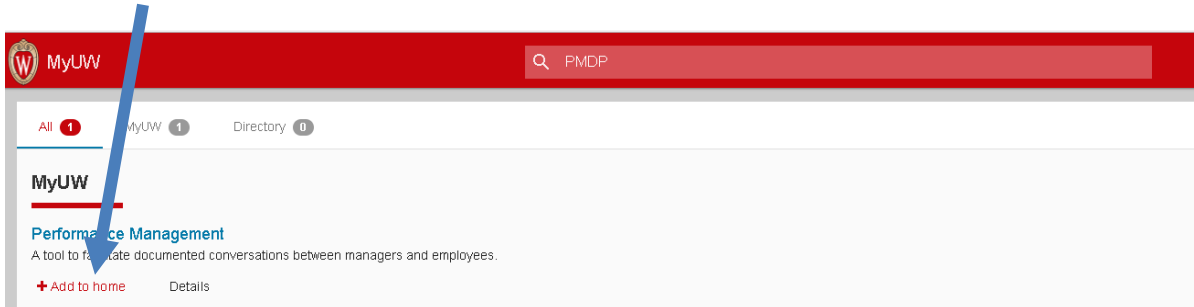 W MyUW PMDP
All 1 MyUW 1 Directory 0
MyUW
Performance Management
A tool to facilitate documented conversations between managers and employees.
+ Add to home Details